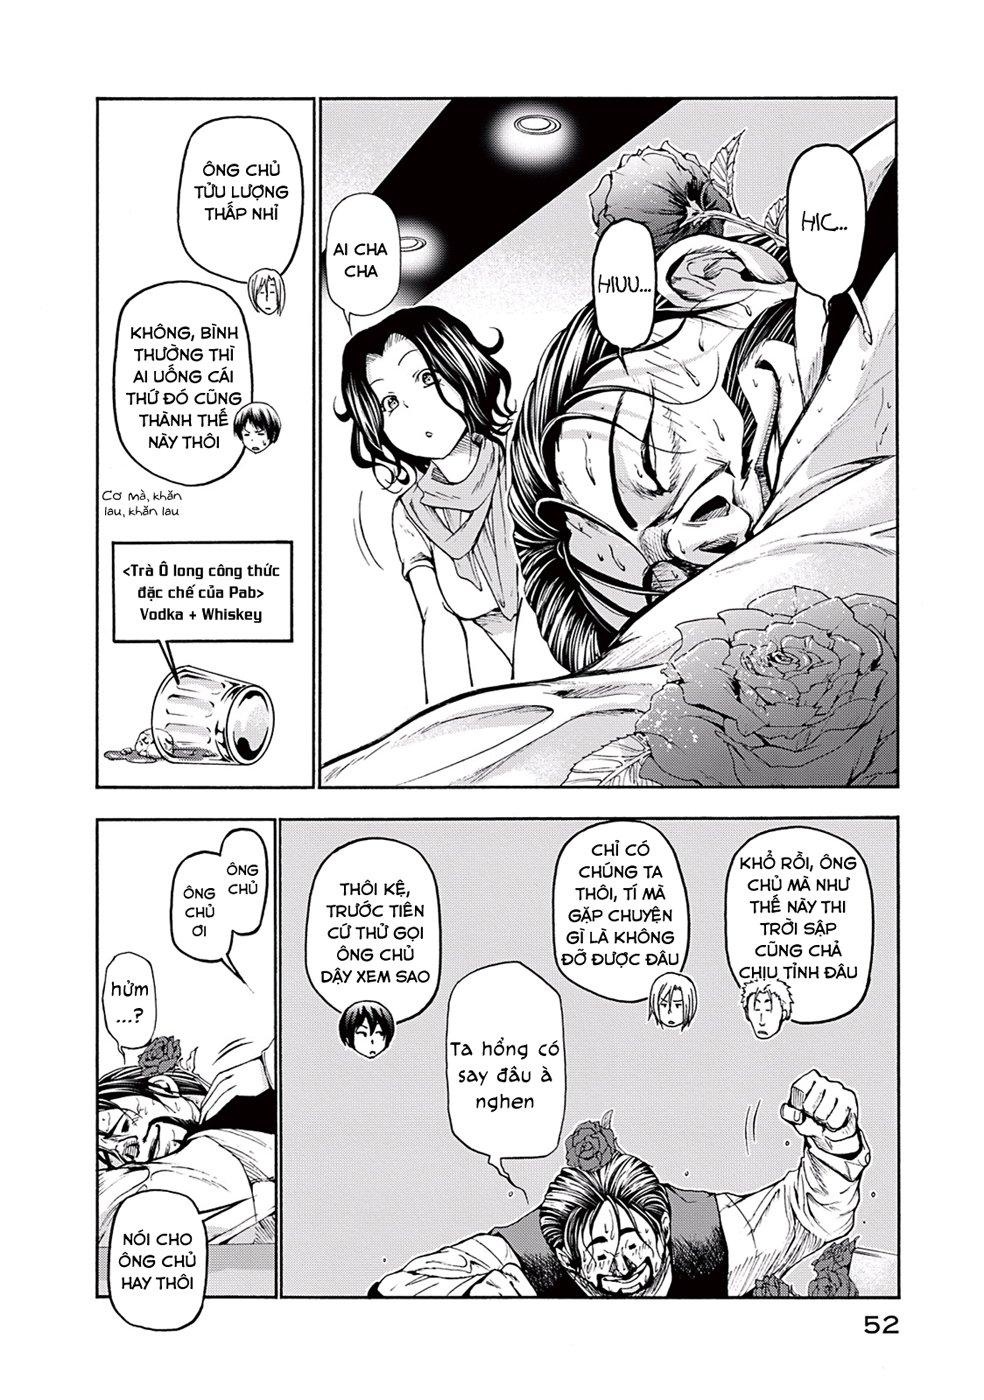 HIC...
HIUU...
AI CHA
CHA
ÔNG CHỦ
TỬU LƯỢNG
THẤP NHỈ
KHÔNG, BÌNH
THƯỜNG THÌ
AI UỐNG CÁI
THỨ ĐÓ CŨNG
THÀNH THẾ
NÀY THÔI
Cơ mà, khăn
lau, khăn lau
<Trà Ô long công thức
đặc chế của Pab>
Vodka + Whiskey
KHỔ RỒI, ÔNG
CHỦ MÀ NHƯ
THẾ NÀY THI
TRỜI SẬP
CŨNG CHẢ
CHỊU TỈNH ĐÂU
CHỈ CÓ
CHÚNG TA
THÔI, TÍ MÀ
GẶP CHUYỆN
GÌ LÀ KHÔNG
ĐỠ ĐƯỢC ĐÂU
Ta hổng có
say đâu à
nghen
THÔI KỆ,
TRƯỚC TIÊN
CỨ THỬ GỌI
ÔNG CHỦ
DẬY XEM SAO
ÔNG
CHỦ
ÔNG
CHỦ
ƠI
hửm
...?
NÓI CHO
ÔNG CHỦ
HAY THÔI
52